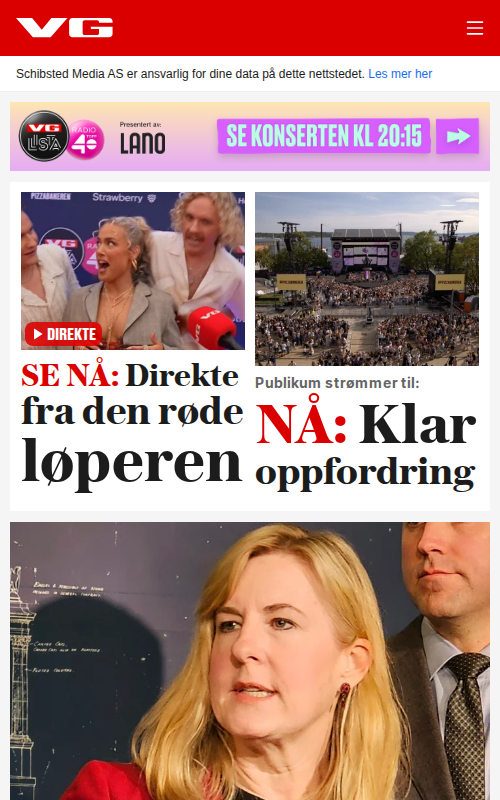 VG
Schibsted Media AS er ansvarlig for dine data på dette nettstedet. Les mer her
VG
LISTA
RADIO
TOPP
40
Presentert av:
LANO
SE KONSERTEN KL 20:15
PIZZABAKEREN
Strawberry
VG
DIREKTE
SE NÅ: Direkte
fra den røde
løperen
Publikum strømmer til:
NÅ: Klar
oppfordring